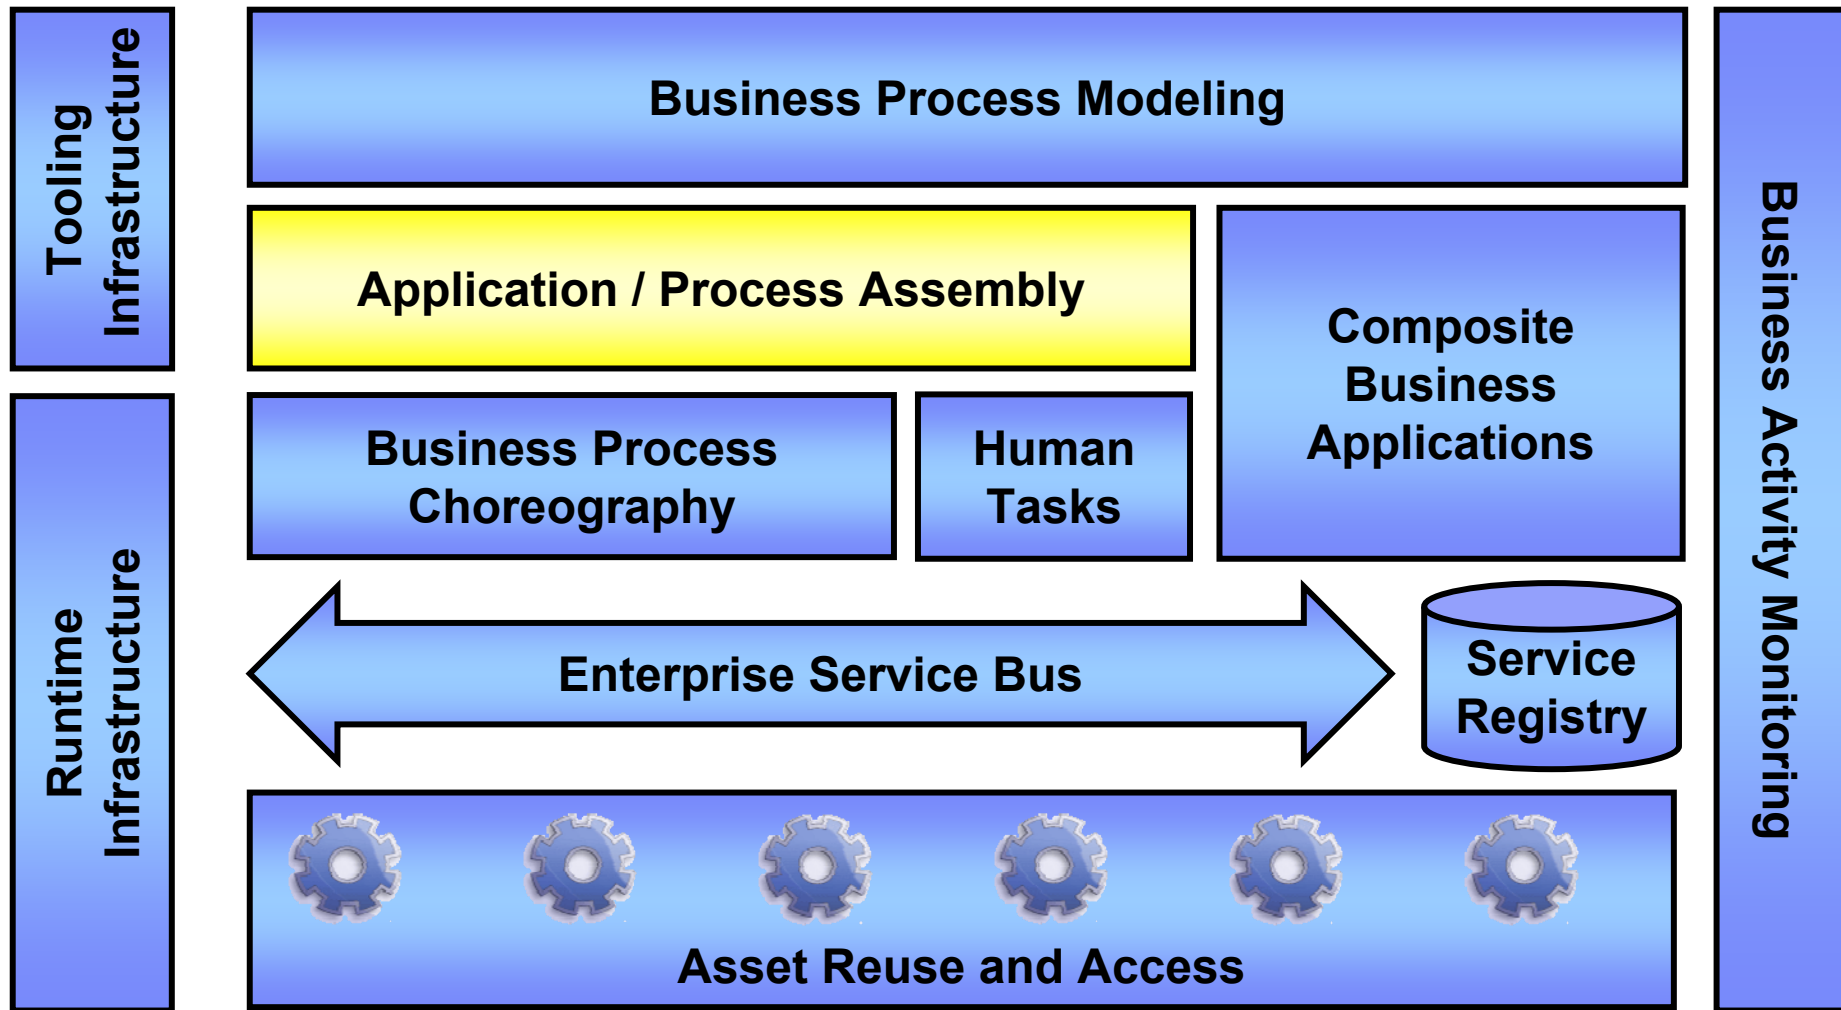 Tooling
Infrastructure
Business Process Modeling
Application / Process Assembly
Composite
Business
Applications
Business Activity Monitoring
Runtime
Infrastructure
Business Process
Choreography
Human
Tasks
Enterprise Service Bus
Service
Registry
Asset Reuse and Access